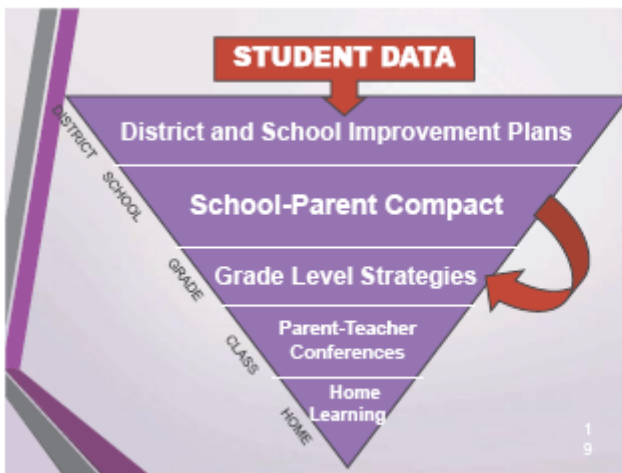 STUDENT DATA
District and School Improvement Plans
School-Parent Compact
Grade Level Strategies
Parent-Teacher
Conferences
Home
Learning
DISTRICT
SCHOOL
GRADE
CLASS
HOME
1
9